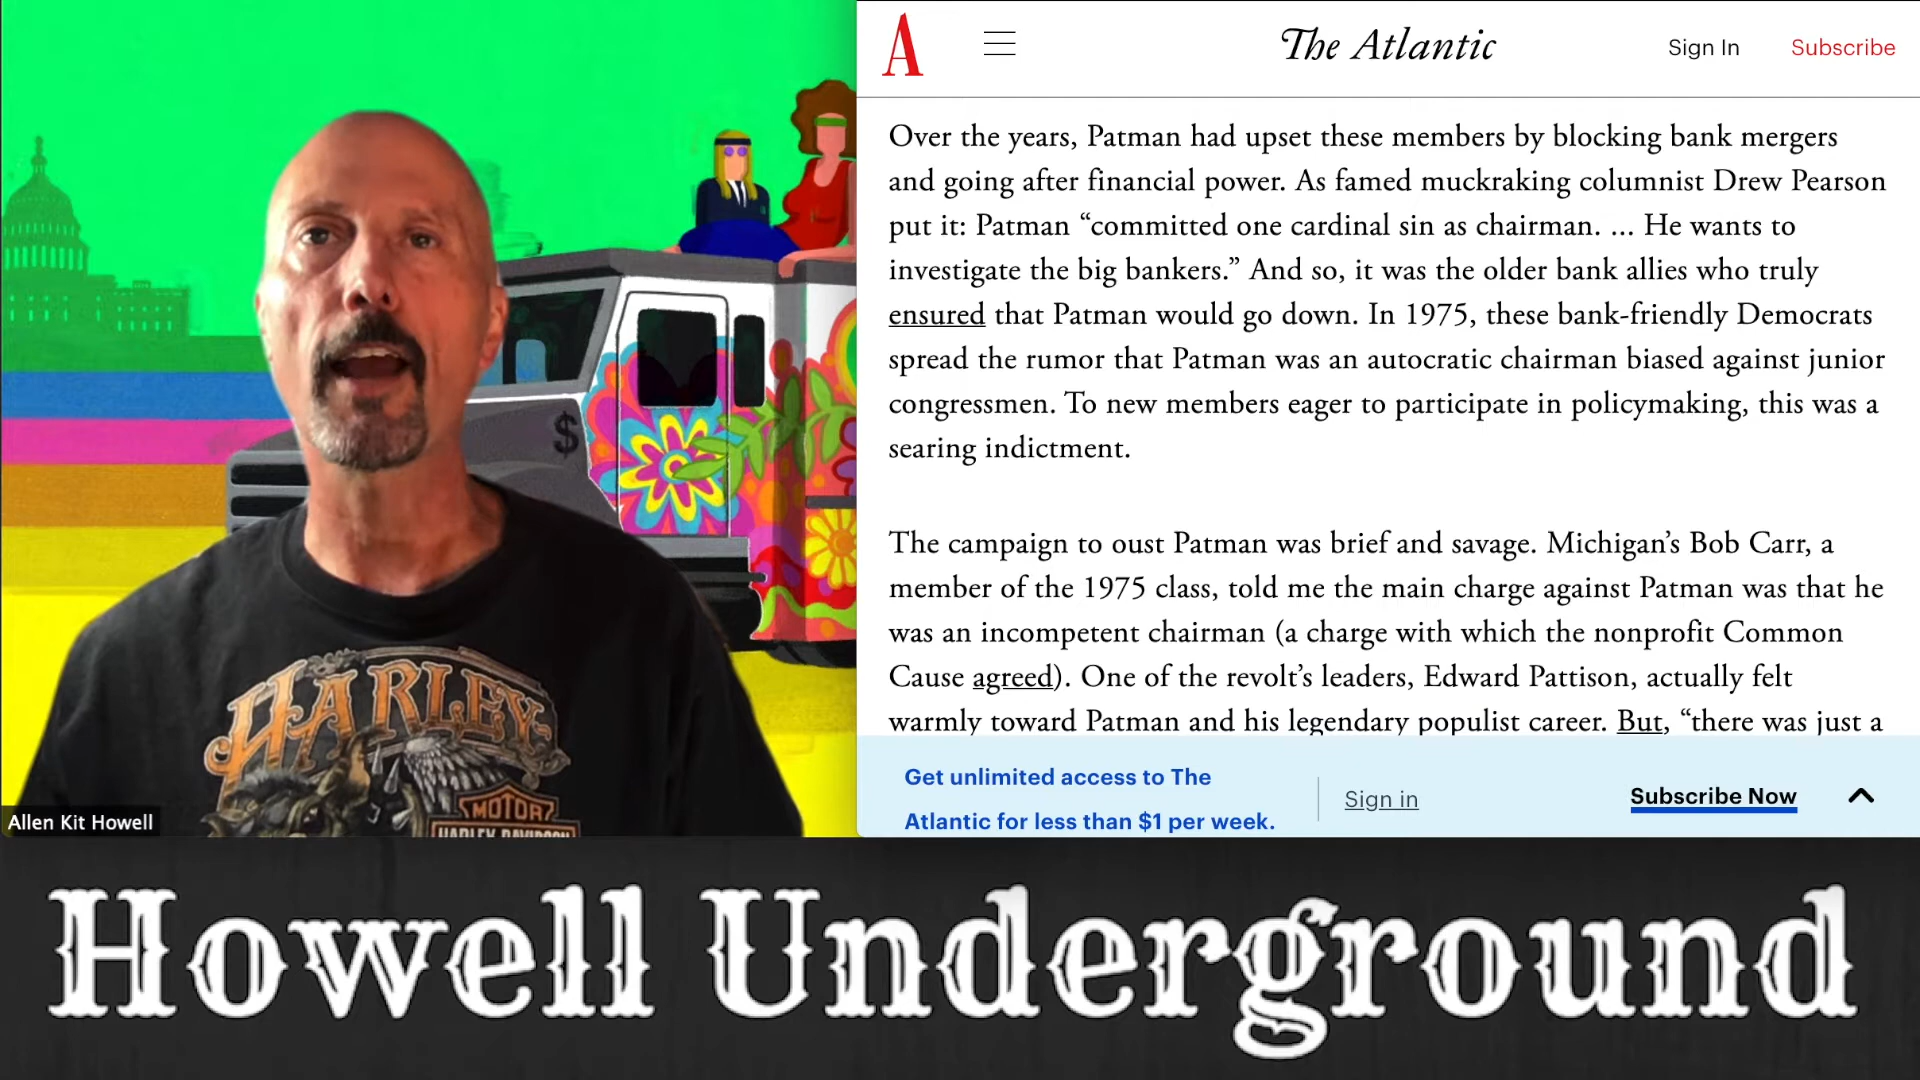 A
The Atlantic
Sign In
Subscribe
Over the years, Patman had upset these members by blocking bank mergers
and going after financial power. As famed muckraking columnist Drew Pearson
put it: Patman “committed one cardinal sin as chairman. ... He wants to
investigate the big bankers.” And so, it was the older bank allies who truly
ensured that Patman would go down. In 1975, these bank-friendly Democrats
spread the rumor that Patman was an autocratic chairman biased against junior
congressmen. To new members eager to participate in policymaking, this was a
searing indictment.
The campaign to oust Patman was brief and savage. Michigan’s Bob Carr, a
member of the 1975 class, told me the main charge against Patman was that he
was an incompetent chairman (a charge with which the nonprofit Common
Cause agreed). One of the revolt’s leaders, Edward Pattison, actually felt
warmly toward Patman and his legendary populist career. But, “there was just a
Get unlimited access to The
Atlantic for less than $1 per week.
Sign in
Subscribe Now
$
HARLEY
MOTOR
HARLEY-DAVIDSON
Allen Kit Howell
Howell Underground